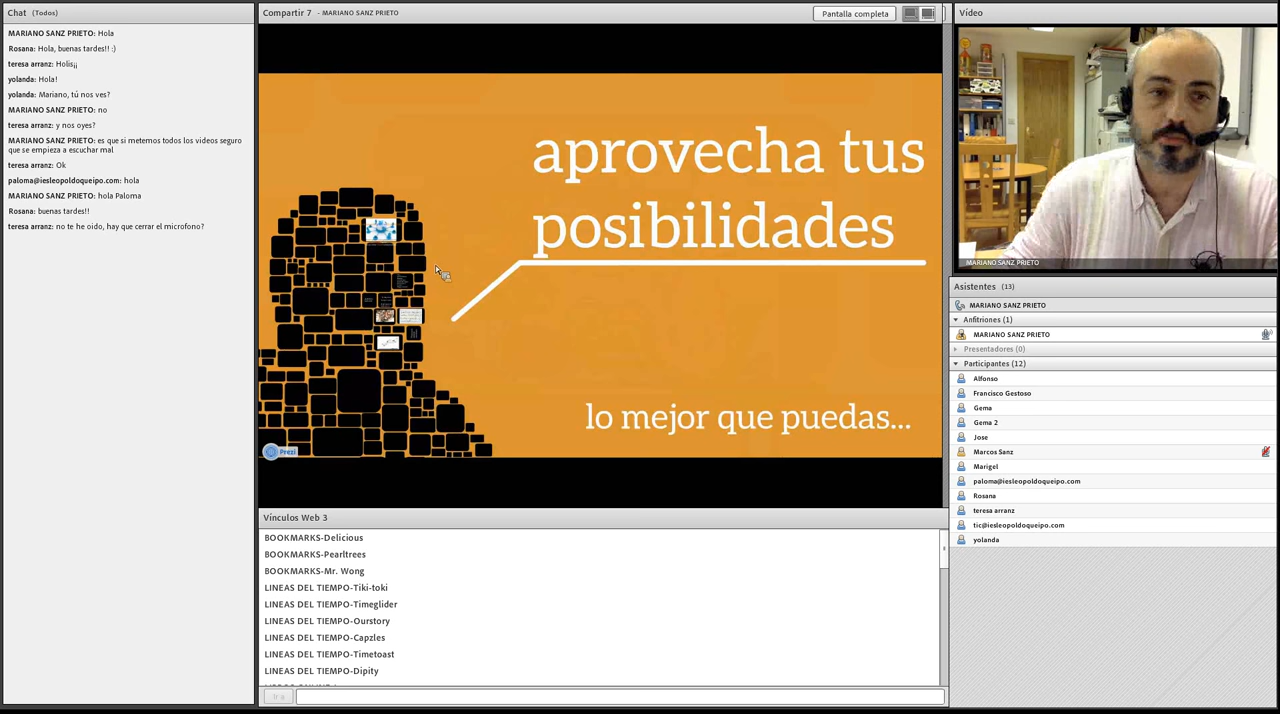 Chat (Todos)
MARIANO SANZ PRIETO: Hola
Rosana: Hola, buenas tardes!! :)
teresa arranz: Holis¡¡
yolanda: Hola!
yolanda: Mariano, tú nos ves?
MARIANO SANZ PRIETO: no
teresa arranz: y nos oyes?
MARIANO SANZ PRIETO: es que si metemos todos los videos seguro
que se empieza a escuchar mal
teresa arranz: Ok
paloma@iesleopoldoqueipo.com: hola
MARIANO SANZ PRIETO: hola Paloma
Rosana: buenas tardes!!
teresa arranz: no te he oido, hay que cerrar el microfono?
Compartir 7 - MARIANO SANZ PRIETO
Pantalla completa
aprovecha tus
posibilidades
lo mejor que puedas...
Prezi
Vínculos Web 3
BOOKMARKS-Delicious
BOOKMARKS-Pearltrees
BOOKMARKS-Mr. Wong
LINEAS DEL TIEMPO-Tiki-toki
LINEAS DEL TIEMPO-Timeglider
LINEAS DEL TIEMPO-Ourstory
LINEAS DEL TIEMPO-Capzles
LINEAS DEL TIEMPO-Timetoast
LINEAS DEL TIEMPO-Dipity
Ir a
Vídeo
MARIANO SANZ PRIETO
Asistentes (13)
MARIANO SANZ PRIETO
Anfitriones (1)
MARIANO SANZ PRIETO
Presentadores (0)
Participantes (12)
Alfonso
Francisco Gestoso
Gema
Gema 2
Jose
Marcos Sanz
Marigel
paloma@iesleopoldoqueipo.com
Rosana
teresa arranz
tic@iesleopoldoqueipo.com
yolanda